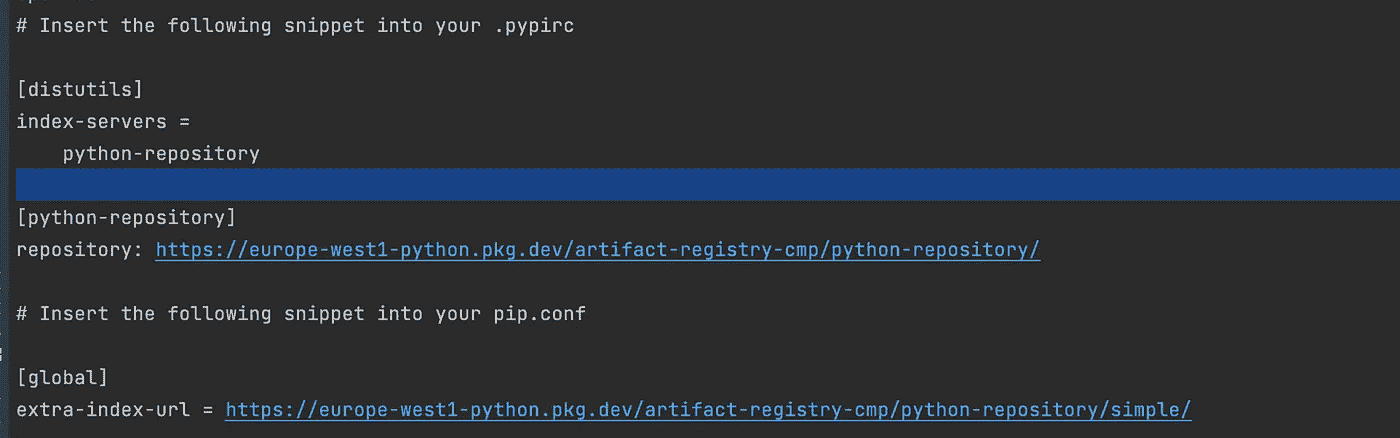 # Insert the following snippet into your .pypirc
[distutils]
index-servers =
python-repository
[python-repository]
repository: https://europe-west1-python.pkg.dev/artifact-registry-cmp/python-repository/
# Insert the following snippet into your pip.conf
[global]
extra-index-url = https://europe-west1-python.pkg.dev/artifact-registry-cmp/python-repository/simple/